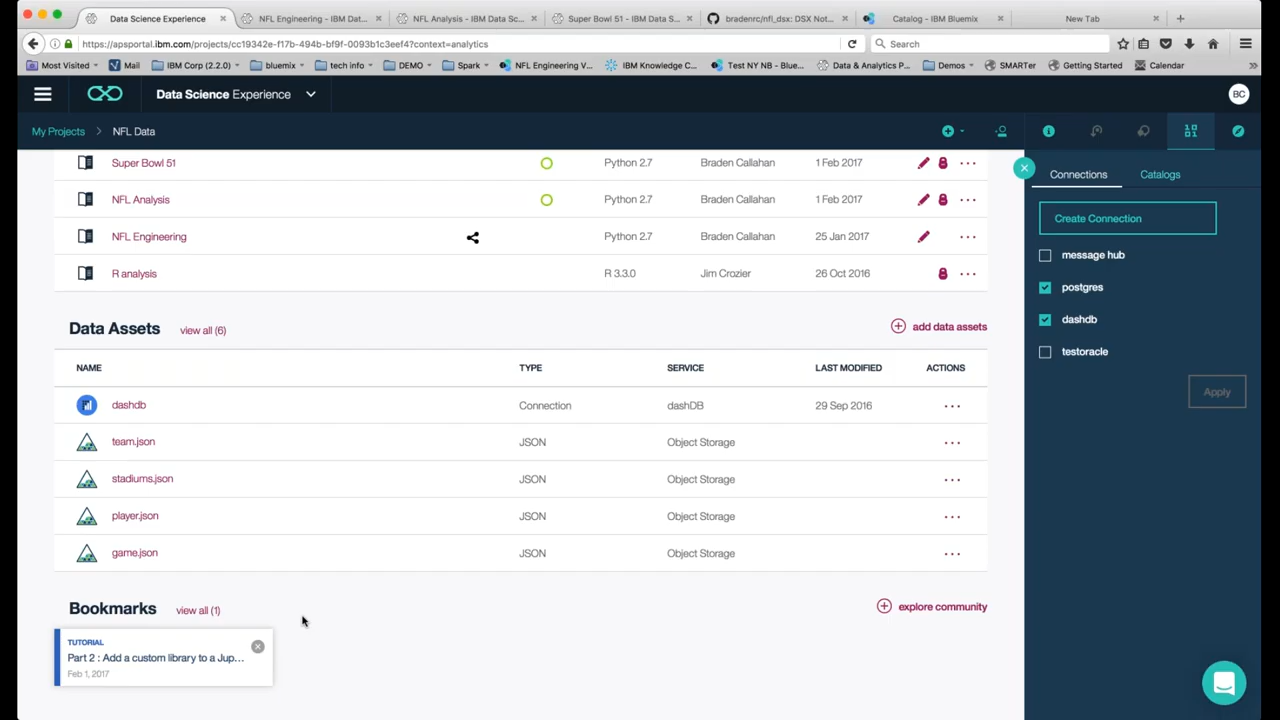 Data Science Experience
NFL Engineering - IBM Dat...
NFL Analysis - IBM Data Sc...
Super Bowl 51 - IBM Data S...
bradenrc/nfl_dsx: DSX Not...
Catalog - IBM Bluemix
New Tab
https://apsportal.ibm.com/projects/cc19342e-f17b-494b-bf9f-0093b1c3eef4?context=analytics
Search
Most Visited
Mail
IBM Corp (2.2.0)
bluemix
tech info
DEMO
Spark
NFL Engineering V...
IBM Knowledge C...
Test NY NB - Blue...
Data & Analytics P...
Demos
SMARTer
Getting Started
Calendar
Data Science Experience
BC
My Projects > NFL Data
Super Bowl 51 Python 2.7 Braden Callahan 1 Feb 2017
NFL Analysis Python 2.7 Braden Callahan 1 Feb 2017
NFL Engineering Python 2.7 Braden Callahan 25 Jan 2017
R analysis R 3.3.0 Jim Crozier 26 Oct 2016
Data Assets view all (6) add data assets
NAME TYPE SERVICE LAST MODIFIED ACTIONS
dashdb Connection dashDB 29 Sep 2016
team.json JSON Object Storage
stadiums.json JSON Object Storage
player.json JSON Object Storage
game.json JSON Object Storage
Bookmarks view all (1) explore community
TUTORIAL
Part 2 : Add a custom library to a Jup...
Feb 1, 2017
Connections Catalogs
Create Connection
message hub
postgres
dashdb
testoracle
Apply